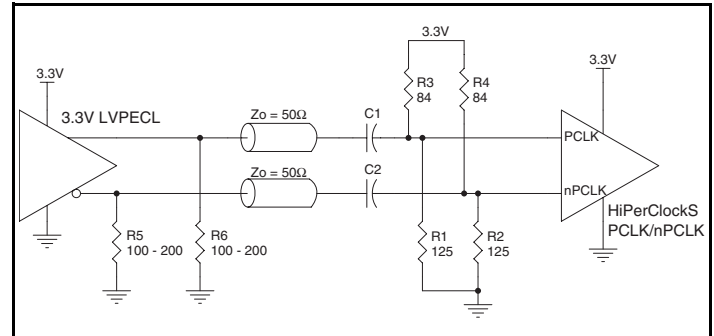 3.3V
3.3V LVPECL
R5
100 - 200
R6
100 - 200
Zo = 50Ω
Zo = 50Ω
C1
C2
3.3V
R3
84
R4
84
R1
125
R2
125
3.3V
PCLK
nPCLK
HiPerClockS
PCLK/nPCLK